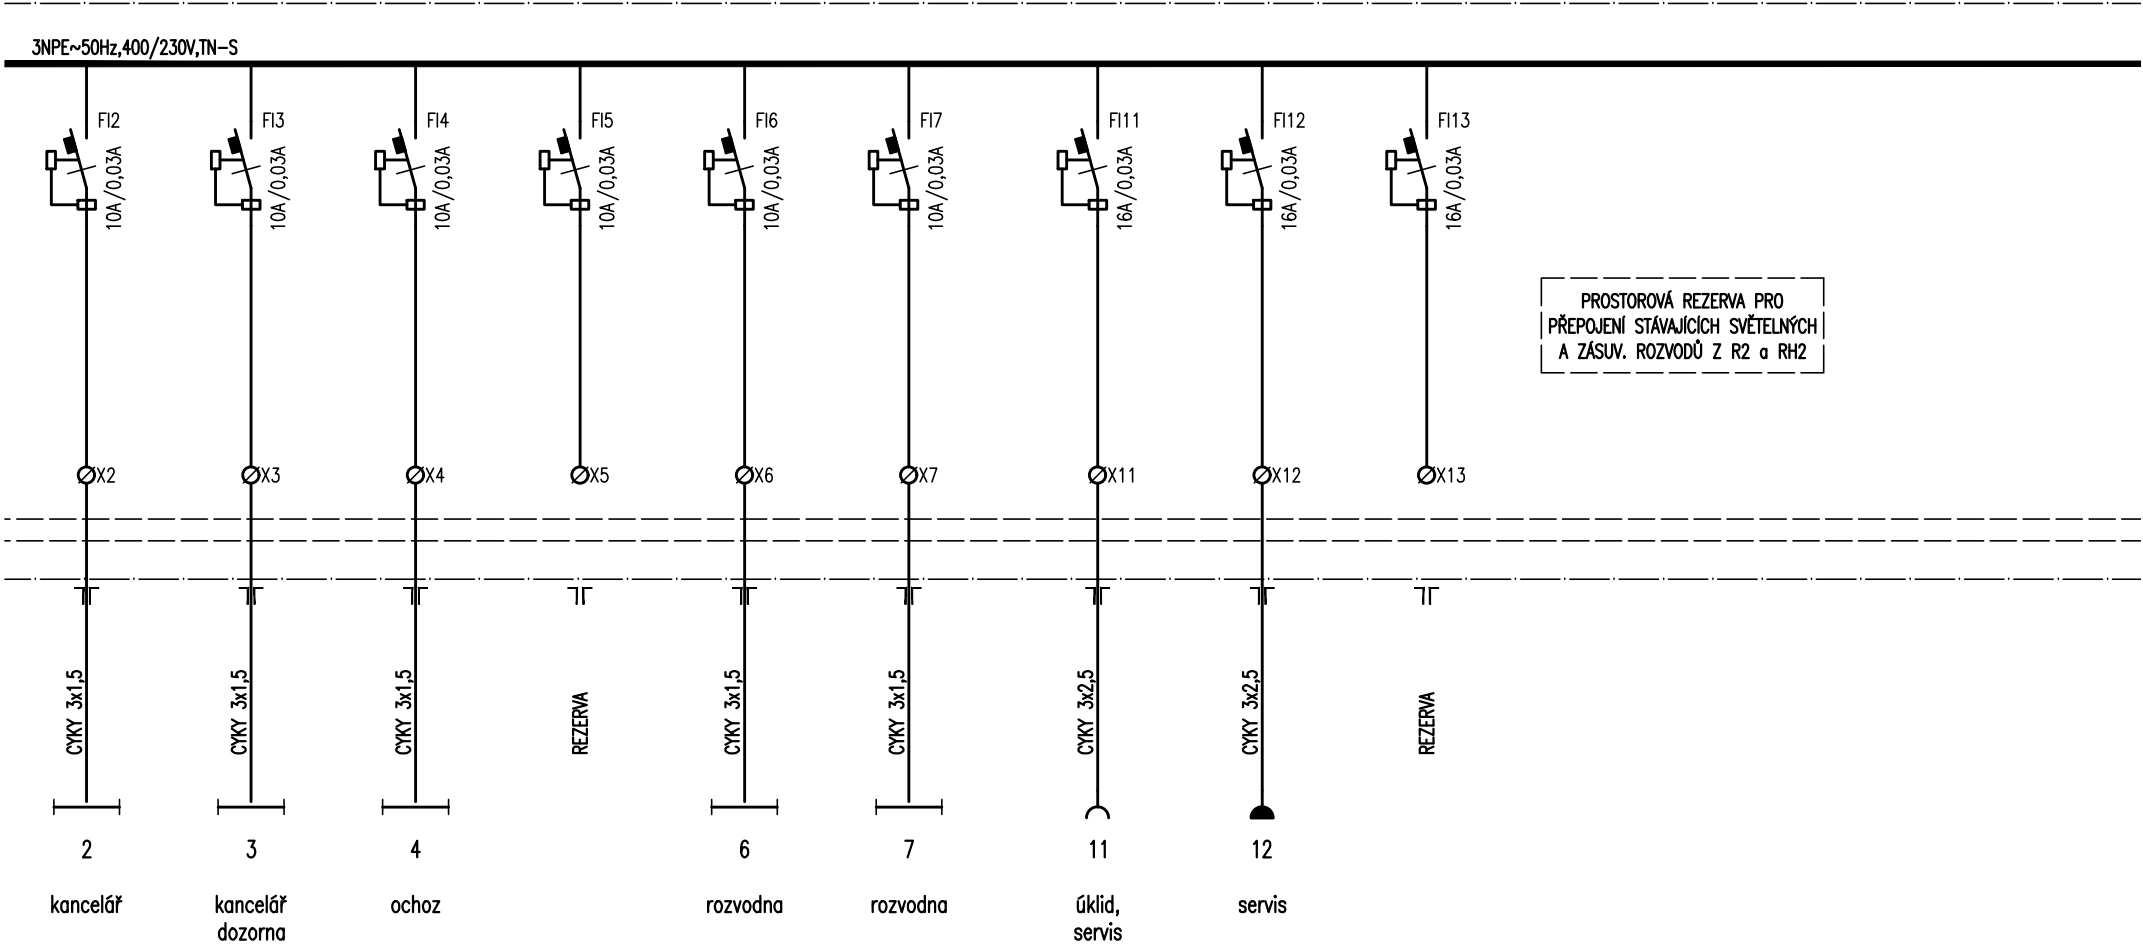 3NPE~50Hz,400/230V,TN-S
FI2
FI3
FI4
FI5
FI6
FI7
FI11
FI12
FI13
10A/0,03A
10A/0,03A
10A/0,03A
10A/0,03A
10A/0,03A
10A/0,03A
16A/0,03A
16A/0,03A
16A/0,03A
PROSTOROVÁ REZERVA PRO
PŘEPOJENÍ STÁVAJÍCÍCH SVĚTELNÝCH
A ZÁSUV. ROZVODŮ Z R2 a RH2
X2
X3
X4
X5
X6
X7
X11
X12
X13
CYKY 3x1,5
CYKY 3x1,5
CYKY 3x1,5
REZERVA
CYKY 3x1,5
CYKY 3x1,5
CYKY 3x2,5
CYKY 3x2,5
REZERVA
2
3
4
6
7
11
12
kancelář
kancelář
dozorna
ochoz
rozvodna
rozvodna
úklid,
servis
servis